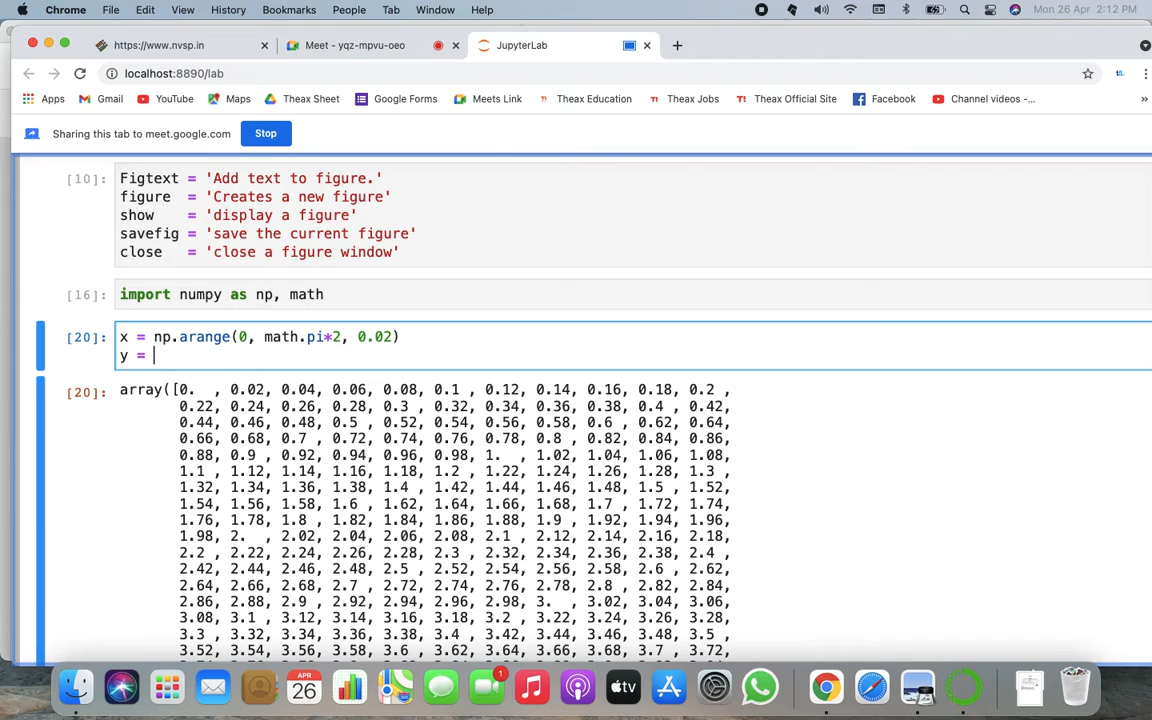 Chrome File Edit View History Bookmarks People Tab Window Help Mon 26 Apr 2:12 PM
https://www.nvsp.in Meet - yqz-mpvu-oeo JupyterLab
localhost:8890/lab
Apps Gmail YouTube Maps Theax Sheet Google Forms Meets Link Theax Education Theax Jobs Theax Official Site Facebook Channel videos -... »
Sharing this tab to meet.google.com Stop
[10]: Figtext = 'Add text to figure.'
figure = 'Creates a new figure'
show = 'display a figure'
savefig = 'save the current figure'
close = 'close a figure window'
[16]: import numpy as np, math
[20]: x = np.arange(0, math.pi*2, 0.02)
y =
[20]: array([0. , 0.02, 0.04, 0.06, 0.08, 0.1 , 0.12, 0.14, 0.16, 0.18, 0.2 ,
0.22, 0.24, 0.26, 0.28, 0.3 , 0.32, 0.34, 0.36, 0.38, 0.4 , 0.42,
0.44, 0.46, 0.48, 0.5 , 0.52, 0.54, 0.56, 0.58, 0.6 , 0.62, 0.64,
0.66, 0.68, 0.7 , 0.72, 0.74, 0.76, 0.78, 0.8 , 0.82, 0.84, 0.86,
0.88, 0.9 , 0.92, 0.94, 0.96, 0.98, 1. , 1.02, 1.04, 1.06, 1.08,
1.1 , 1.12, 1.14, 1.16, 1.18, 1.2 , 1.22, 1.24, 1.26, 1.28, 1.3 ,
1.32, 1.34, 1.36, 1.38, 1.4 , 1.42, 1.44, 1.46, 1.48, 1.5 , 1.52,
1.54, 1.56, 1.58, 1.6 , 1.62, 1.64, 1.66, 1.68, 1.7 , 1.72, 1.74,
1.76, 1.78, 1.8 , 1.82, 1.84, 1.86, 1.88, 1.9 , 1.92, 1.94, 1.96,
1.98, 2. , 2.02, 2.04, 2.06, 2.08, 2.1 , 2.12, 2.14, 2.16, 2.18,
2.2 , 2.22, 2.24, 2.26, 2.28, 2.3 , 2.32, 2.34, 2.36, 2.38, 2.4 ,
2.42, 2.44, 2.46, 2.48, 2.5 , 2.52, 2.54, 2.56, 2.58, 2.6 , 2.62,
2.64, 2.66, 2.68, 2.7 , 2.72, 2.74, 2.76, 2.78, 2.8 , 2.82, 2.84,
2.86, 2.88, 2.9 , 2.92, 2.94, 2.96, 2.98, 3. , 3.02, 3.04, 3.06,
3.08, 3.1 , 3.12, 3.14, 3.16, 3.18, 3.2 , 3.22, 3.24, 3.26, 3.28,
3.3 , 3.32, 3.34, 3.36, 3.38, 3.4 , 3.42, 3.44, 3.46, 3.48, 3.5 ,
3.52, 3.54, 3.56, 3.58, 3.6 , 3.62, 3.64, 3.66, 3.68, 3.7 , 3.72,
APR
26
1
tv